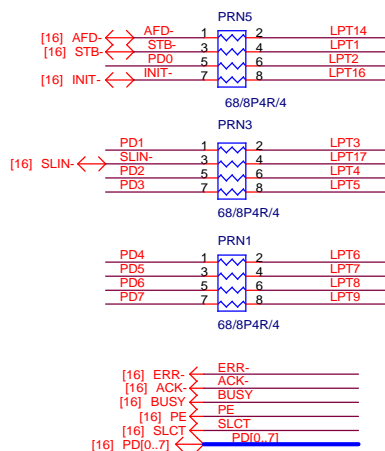 PRN5
[16] AFD- AFD- 1 2 LPT14
[16] STB- STB- 3 4 LPT1
PD0 5 6 LPT2
[16] INIT- INIT- 7 8 LPT16
68/8P4R/4
PRN3
PD1 1 2 LPT3
[16] SLIN- SLIN- 3 4 LPT17
PD2 5 6 LPT4
PD3 7 8 LPT5
68/8P4R/4
PRN1
PD4 1 2 LPT6
PD5 3 4 LPT7
PD6 5 6 LPT8
PD7 7 8 LPT9
68/8P4R/4
[16] ERR- ERR-
[16] ACK- ACK-
[16] BUSY BUSY
[16] PE PE
[16] SLCT SLCT
[16] PD[0..7] PD[0..7]